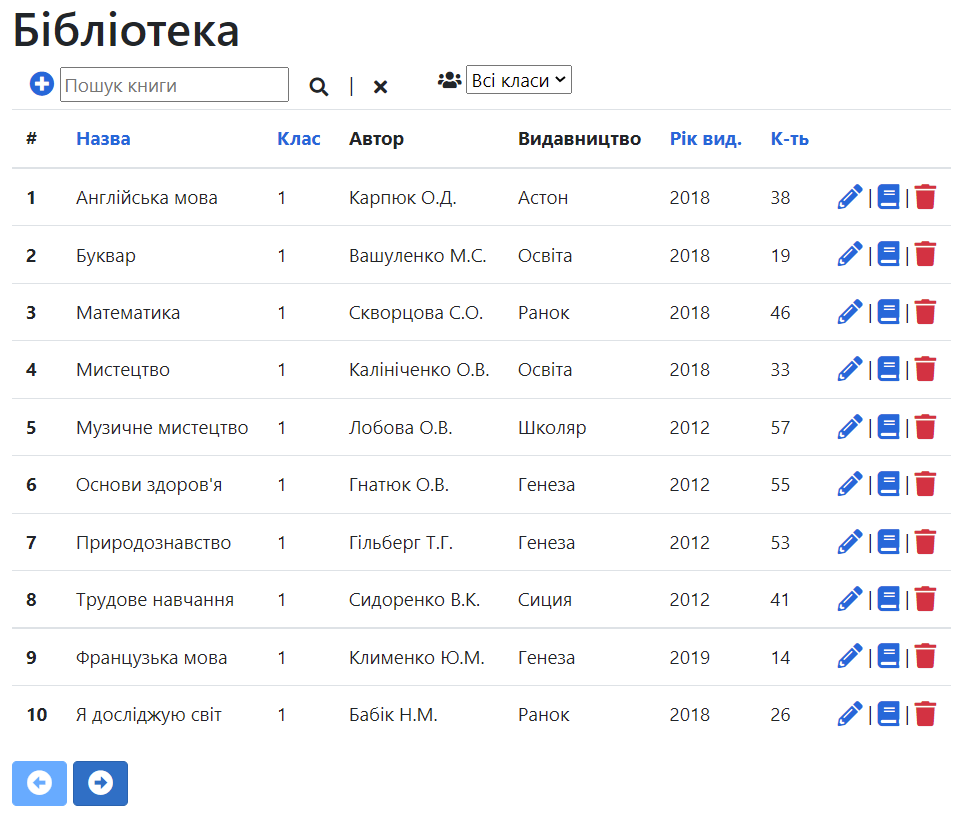 Бібліотека
Пошук книги | Всі класи
# Назва Клас Автор Видавництво Рік вид. К-ть
1 Англійська мова 1 Карпюк О.Д. Астон 2018 38 | |
2 Буквар 1 Вашуленко М.С. Освіта 2018 19 | |
3 Математика 1 Скворцова С.О. Ранок 2018 46 | |
4 Мистецтво 1 Калініченко О.В. Освіта 2018 33 | |
5 Музичне мистецтво 1 Лобова О.В. Школяр 2012 57 | |
6 Основи здоров'я 1 Гнатюк О.В. Генеза 2012 55 | |
7 Природознавство 1 Гільберг Т.Г. Генеза 2012 53 | |
8 Трудове навчання 1 Сидоренко В.К. Сиция 2012 41 | |
9 Французька мова 1 Клименко Ю.М. Генеза 2019 14 | |
10 Я досліджую світ 1 Бабік Н.М. Ранок 2018 26 | |